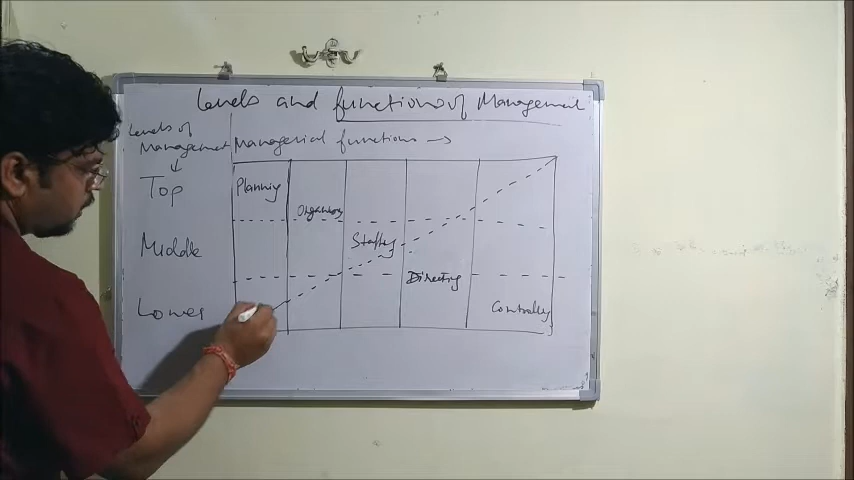 Levels and functions of Management
Levels of
Management
Managerial functions →
Top
Planning
Organising
Middle
Staffing
Directing
Lower
Controlling